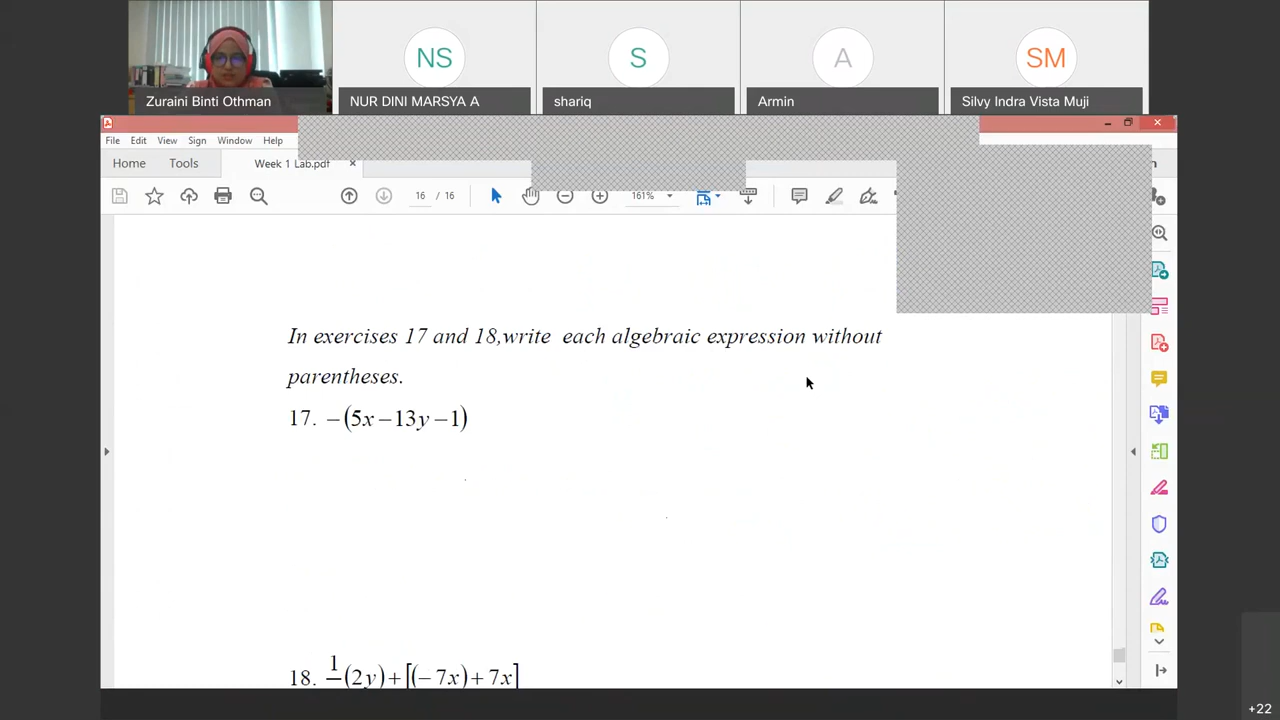 NS
S
A
SM
Zuraini Binti Othman
NUR DINI MARSYA A
shariq
Armin
Silvy Indra Vista Muji
File Edit View Sign Window Help
Home Tools Week 1 Lab.pdf ×
16 / 16 161%
In exercises 17 and 18,write each algebraic expression without
parentheses.
17. −(5x−13y−1)
18. 1/(2y)+[(−7x)+7x]
+22